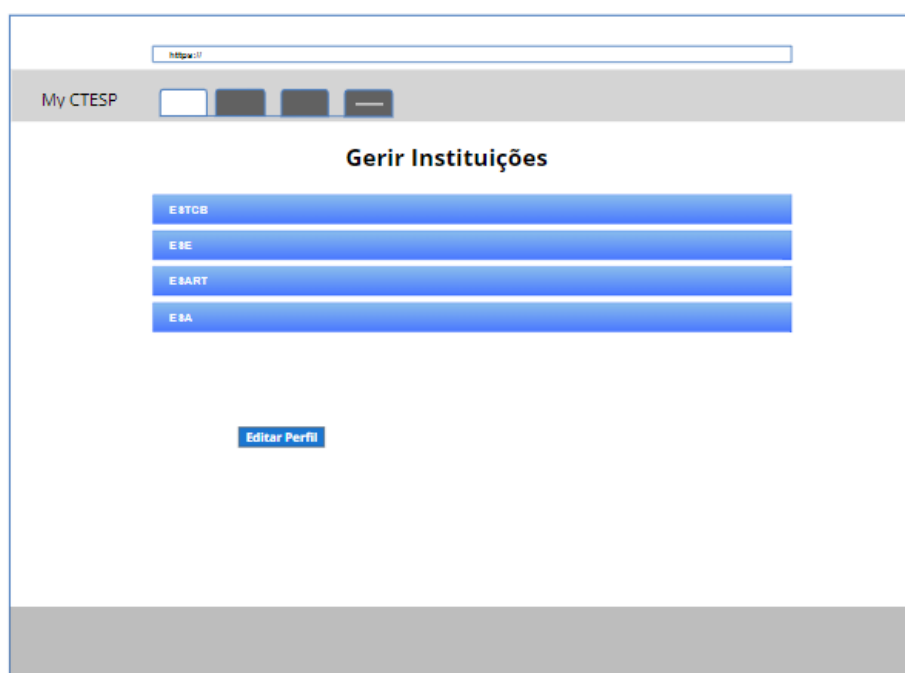 https://
My CTESP
Gerir Instituições
ESTCB
ESE
ESART
ESA
Editar Perfil